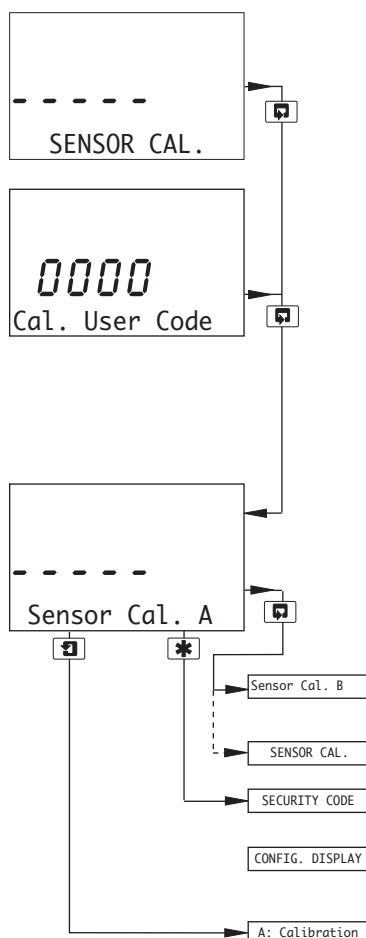 - - - - -
SENSOR CAL.
0000
Cal. User Code
- - - - -
Sensor Cal. A
Sensor Cal. B
SENSOR CAL.
SECURITY CODE
CONFIG. DISPLAY
A: Calibration